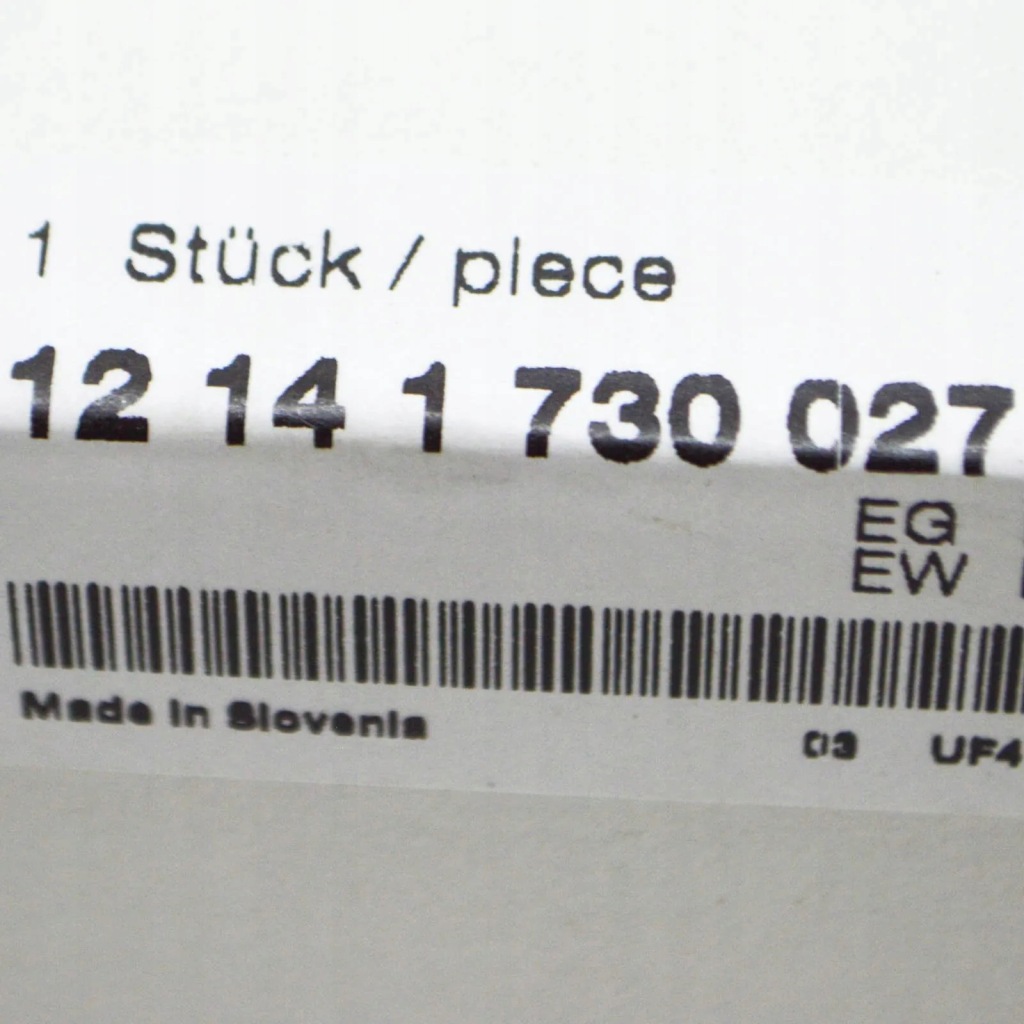 1 Stück / piece
12 14 1 730 027
EG
EW
Made in Slovenia
03 UF4